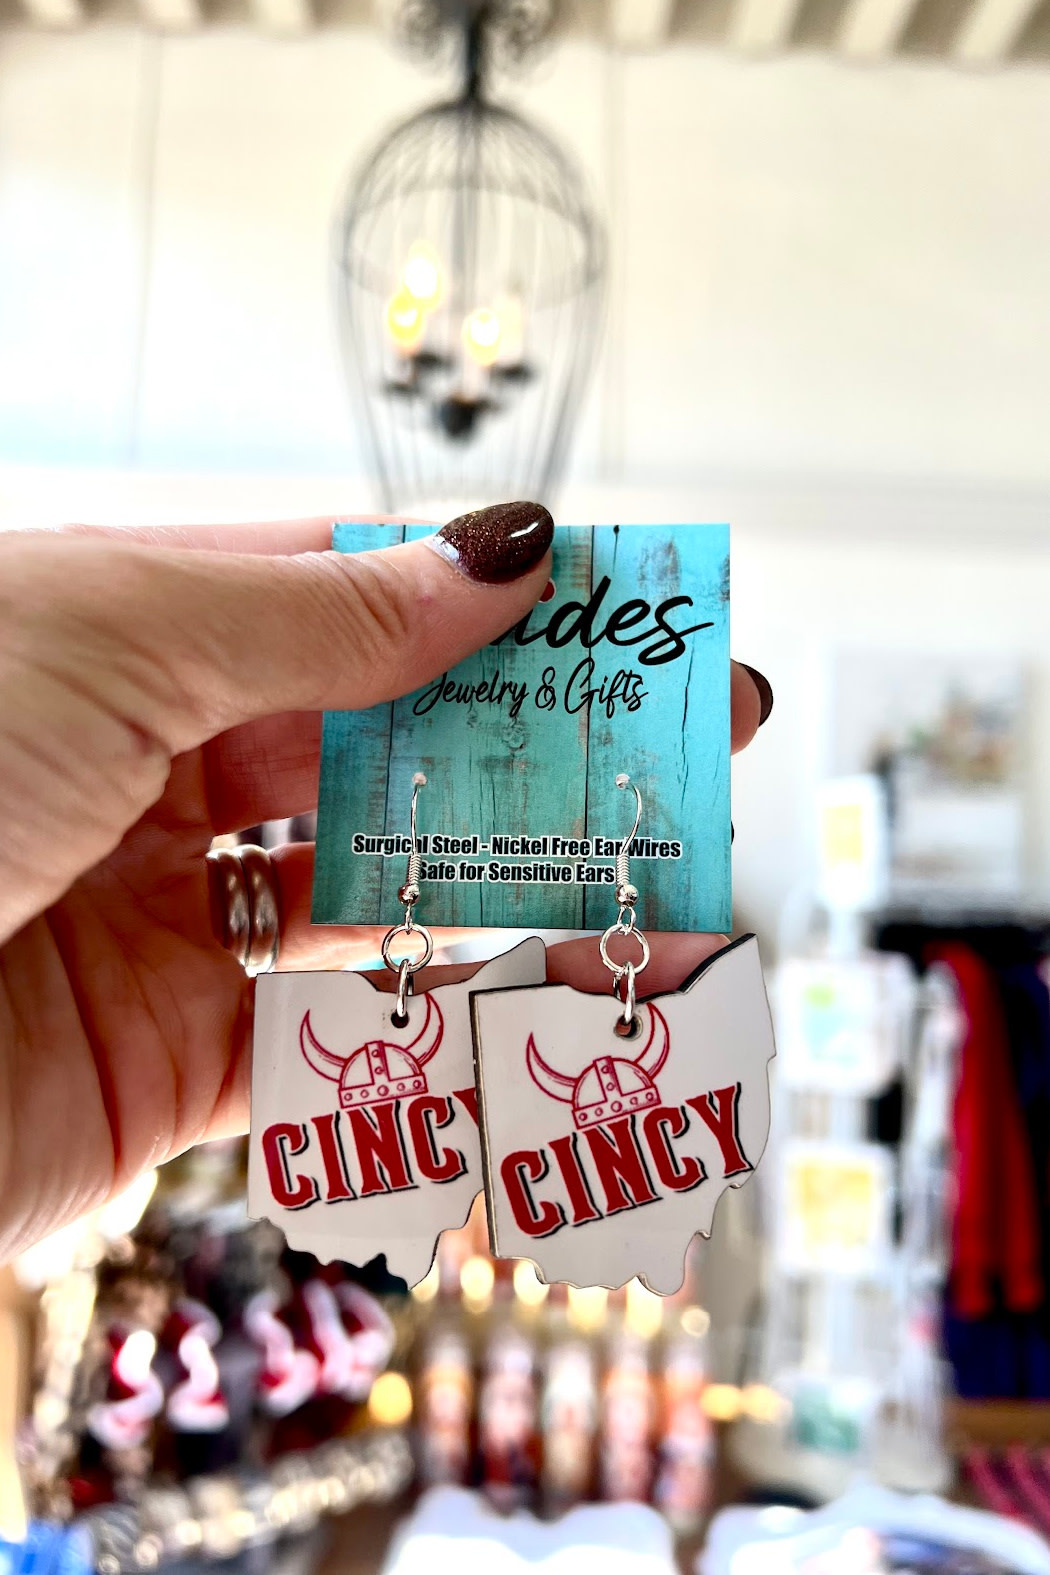 Jewelry & Gifts
Surgical Steel - Nickel Free Ear Wires
Safe for Sensitive Ears
CINCY
CINCY